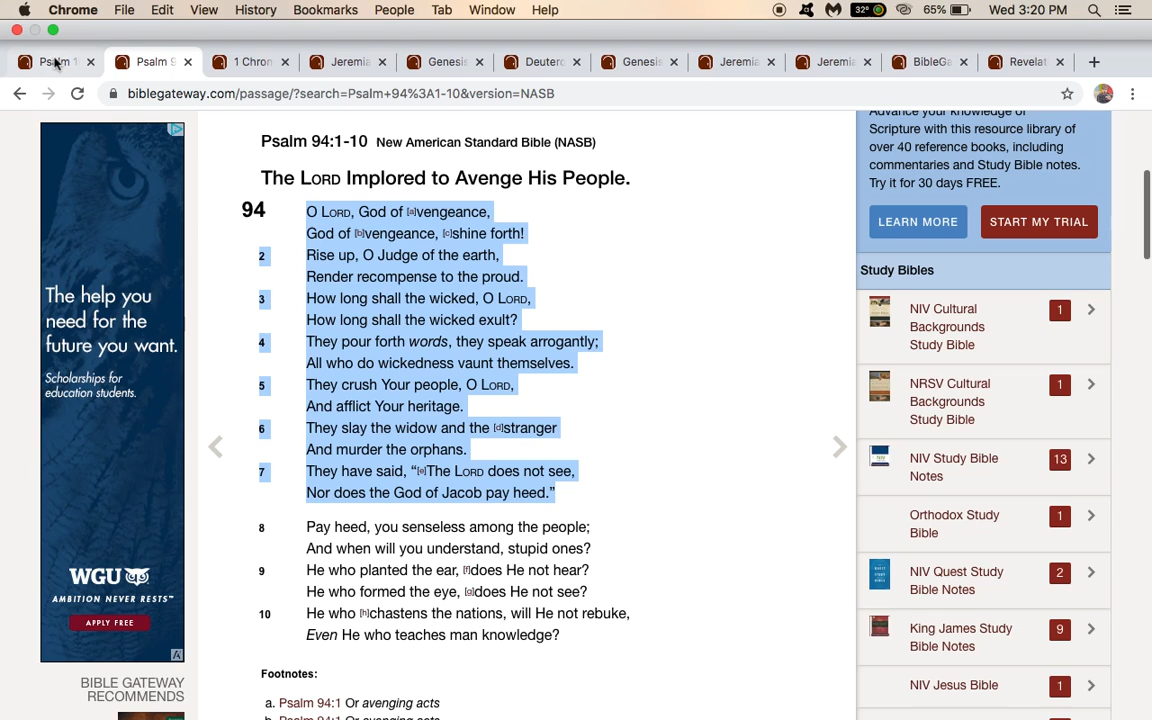 Chrome File Edit View History Bookmarks People Tab Window Help 32° 65% Wed 3:20 PM
Psalm 1 Psalm 9 1 Chron Jeremia Genesis Deutero Genesis Jeremia Jeremia BibleGa Revelat
biblegateway.com/passage/?search=Psalm+94%3A1-10&version=NASB
Advance your knowledge of
Scripture with this resource library of
over 40 reference books, including
commentaries and Study Bible notes.
Try it for 30 days FREE.
LEARN MORE START MY TRIAL
Study Bibles
NIV Cultural
Backgrounds
Study Bible
1
NRSV Cultural
Backgrounds
Study Bible
1
NIV Study Bible
Notes
13
Orthodox Study
Bible
1
NIV Quest Study
Bible Notes
2
King James Study
Bible Notes
9
NIV Jesus Bible
1
Psalm 94:1-10 New American Standard Bible (NASB)
The LORD Implored to Avenge His People.
94 O LORD, God of [a]vengeance,
God of [b]vengeance, [c]shine forth!
2 Rise up, O Judge of the earth,
Render recompense to the proud.
3 How long shall the wicked, O LORD,
How long shall the wicked exult?
4 They pour forth words, they speak arrogantly;
All who do wickedness vaunt themselves.
5 They crush Your people, O LORD,
And afflict Your heritage.
6 They slay the widow and the [d]stranger
And murder the orphans.
7 They have said, “[e]The LORD does not see,
Nor does the God of Jacob pay heed.”
8 Pay heed, you senseless among the people;
And when will you understand, stupid ones?
9 He who planted the ear, [f]does He not hear?
He who formed the eye, [g]does He not see?
10 He who [h]chastens the nations, will He not rebuke,
Even He who teaches man knowledge?
Footnotes:
a. Psalm 94:1 Or avenging acts
b. Psalm 94:1 Or avenging acts
The help you
need for the
future you want.
Scholarships for
education students.
WGU
AMBITION NEVER RESTS™
APPLY FREE
BIBLE GATEWAY
RECOMMENDS